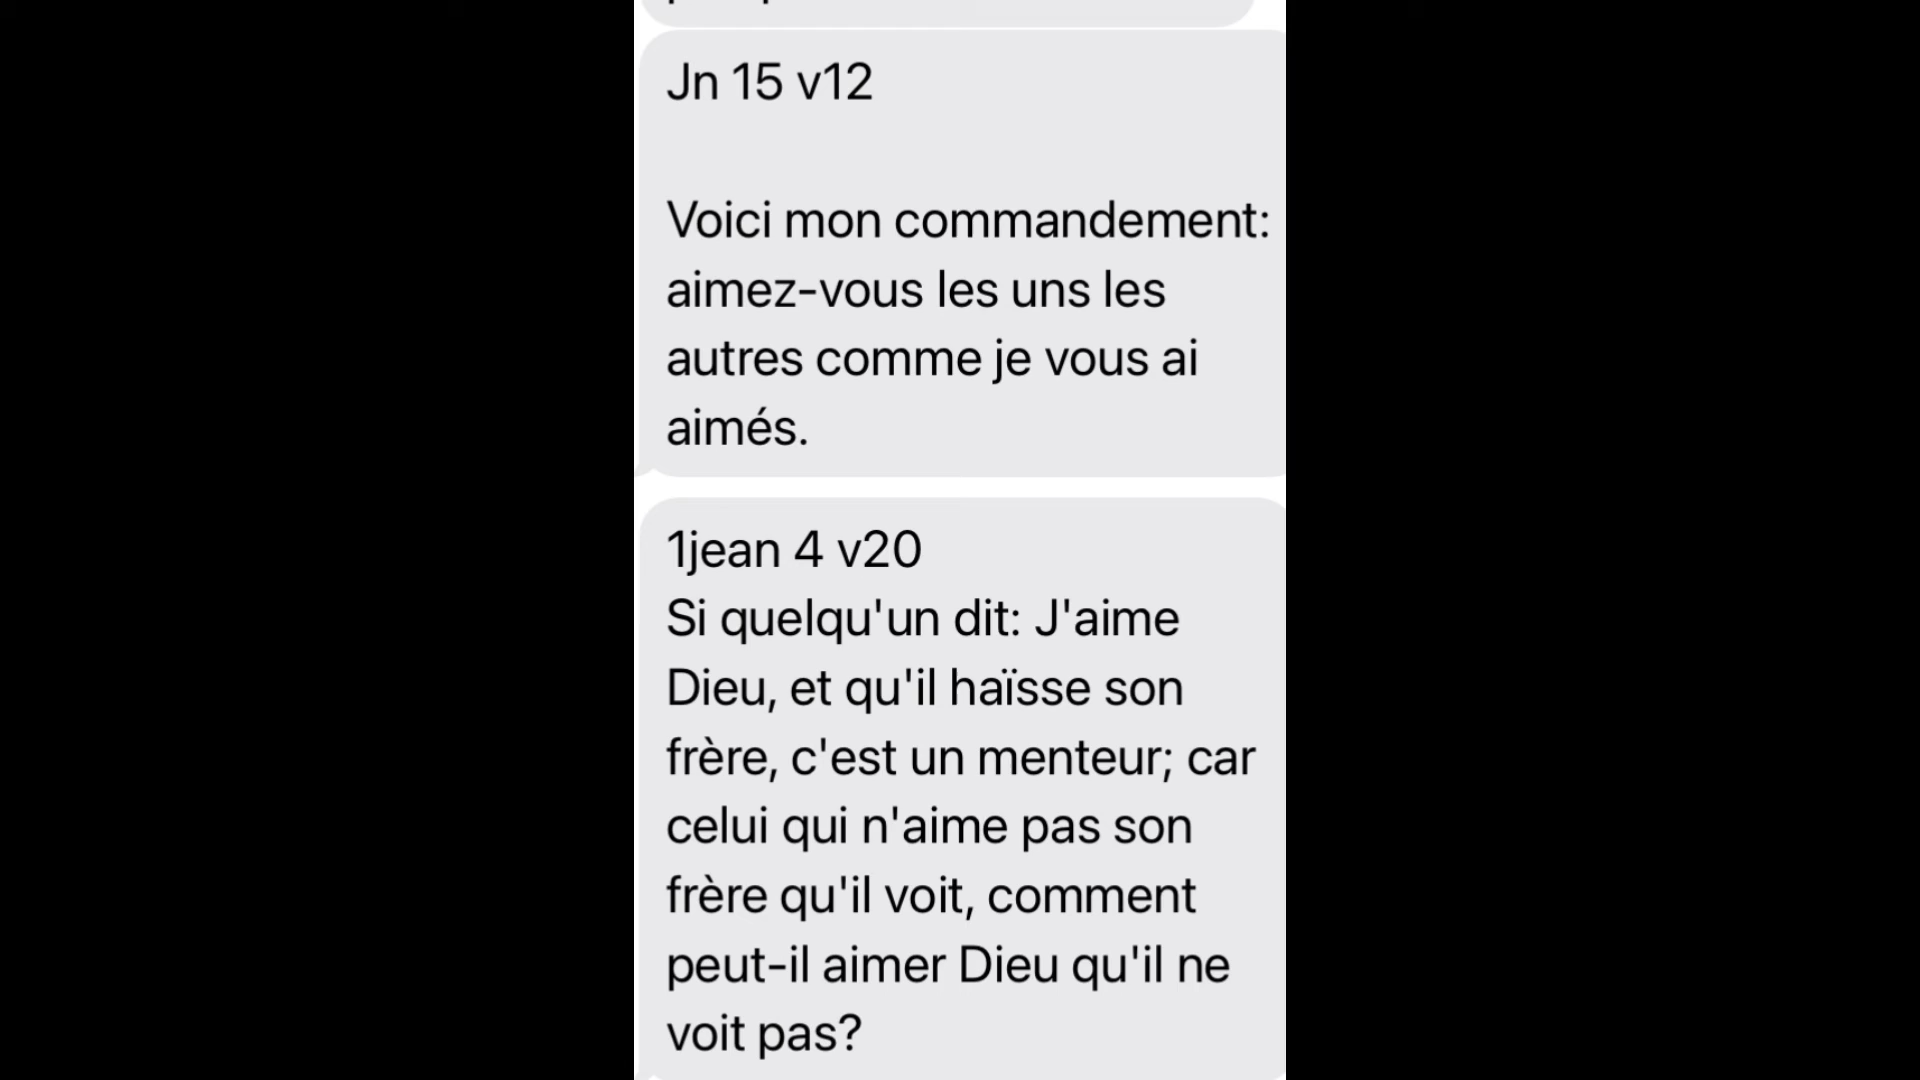 Jn 15 v12
Voici mon commandement:
aimez-vous les uns les
autres comme je vous ai
aimés.
1jean 4 v20
Si quelqu'un dit: J'aime
Dieu, et qu'il haïsse son
frère, c'est un menteur; car
celui qui n'aime pas son
frère qu'il voit, comment
peut-il aimer Dieu qu'il ne
voit pas?